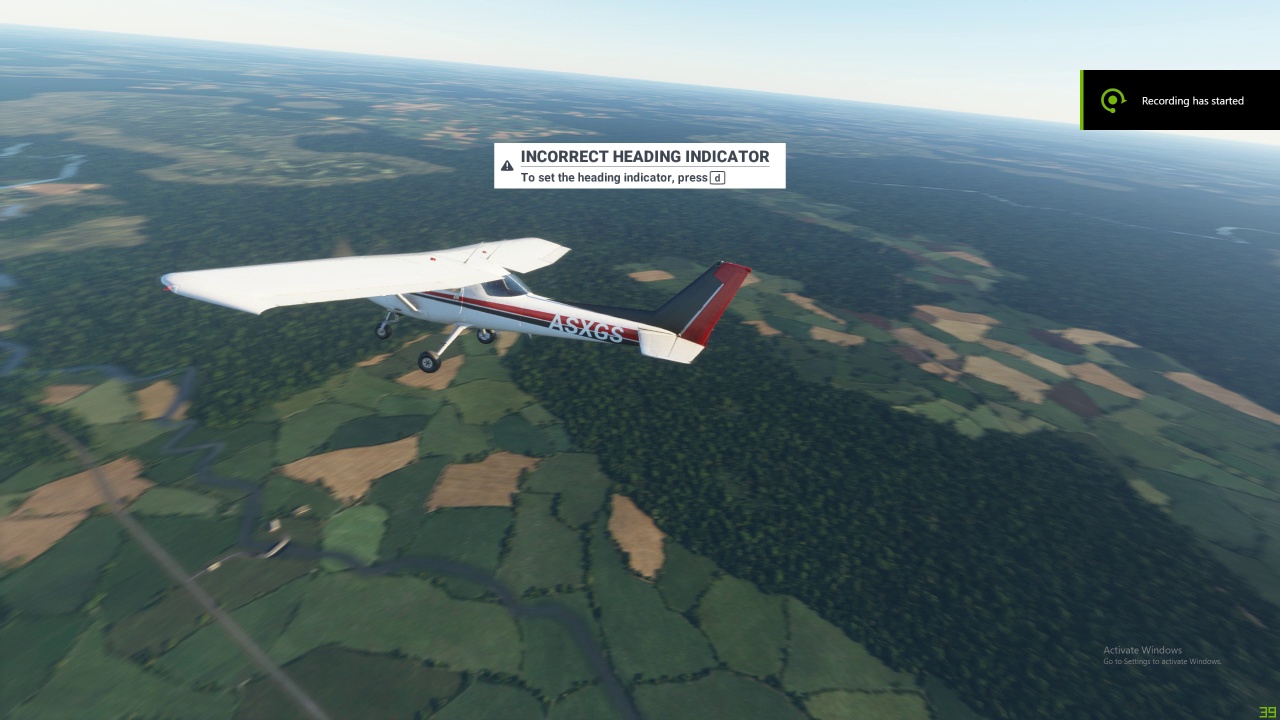 Recording has started
INCORRECT HEADING INDICATOR
To set the heading indicator, press d
ASXGS
Activate Windows
Go to Settings to activate Windows.
39